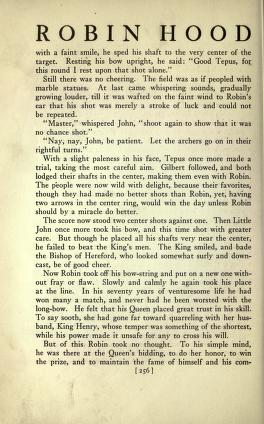 ROBIN HOOD
with a faint smile, he sped his shaft to the very center of the
target. Resting his bow upright, he said: "Good Tepus, for
this round I rest upon that shot alone."
Still there was no cheering. The field was as if peopled with
marble statues. At last came whispering sounds, gradually
growing louder, till it was wafted on the faint wind to Robin's
ear that his shot was merely a stroke of luck and could not
be repeated.
"Master," whispered John, "shoot again to show that it was
no chance shot."
"Nay, nay, John, be patient. Let the archers go on in their
rightful turns."
With a slight paleness in his face, Tepus once more made a
trial, taking the most careful aim. Gilbert followed, and both
lodged their shafts in the center, making them even with Robin.
The people were now wild with delight, because their favorites,
though they had made no better shots than Robin, yet, having
two arrows in the center ring, would win the day unless Robin
should by a miracle do better.
The score now stood two center shots against one. Then Little
John once more took his bow, and this time shot with greater
care. But though he placed all his shafts very near the center,
he failed to beat the King's men. The King smiled, and bade
the Bishop of Hereford, who looked somewhat surly and down-
cast, be of good cheer.
Now Robin took off his bow-string and put on a new one with-
out fray or flaw. Slowly and calmly he again took his place
at the line. In his seventy years of venturesome life he had
won many a match, and never had he been worsted with the
long-bow. He felt that his Queen placed great trust in his skill.
To say sooth, she had gone far toward quarreling with her hus-
band, King Henry, whose temper was something of the shortest,
while his power made it unsafe for any to cross his will.
But of this Robin took no thought. To his simple mind,
he was there at the Queen's bidding, to do her honor, to win
the prize, and to maintain the fame of himself and his com-
[256]